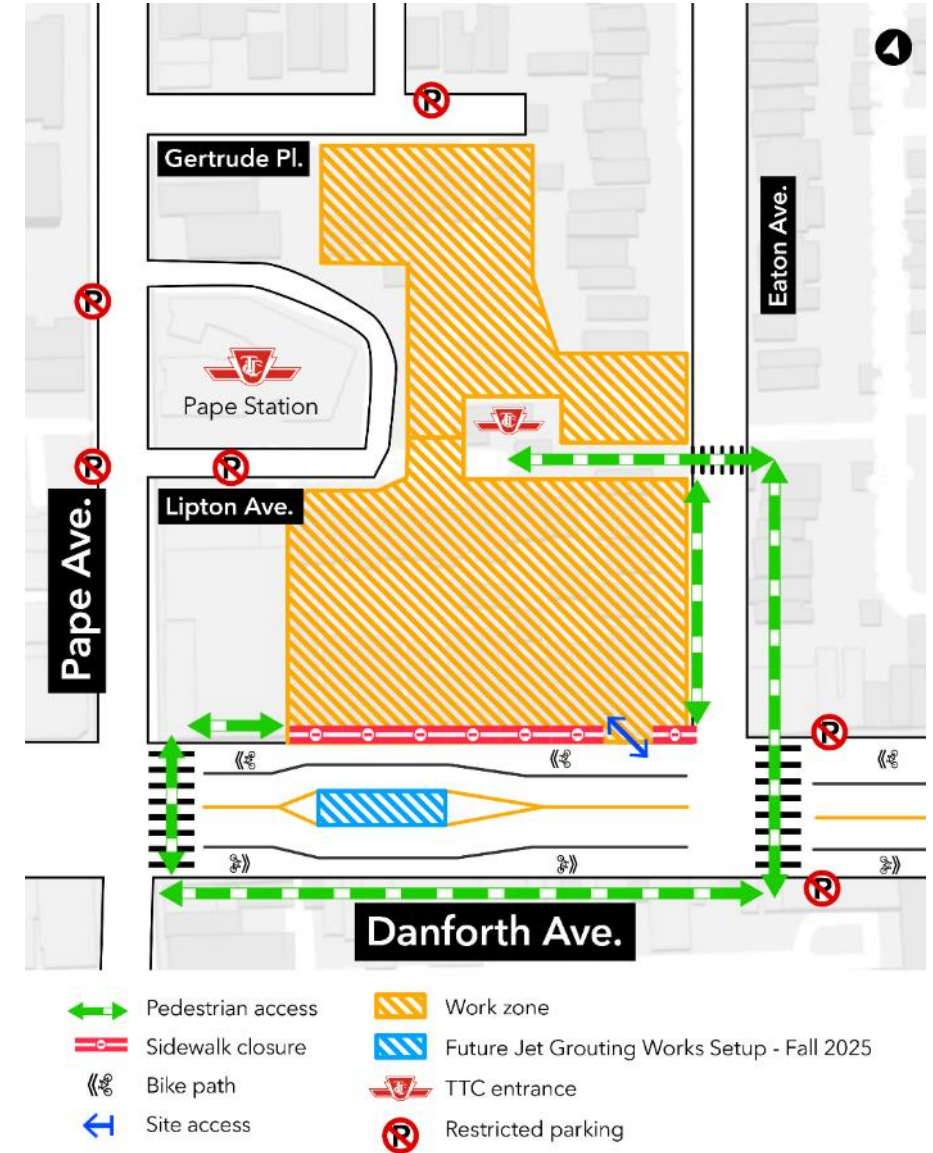 Gertrude Pl.
Eaton Ave.
Pape Station
Lipton Ave.
Pape Ave.
Danforth Ave.
Pedestrian access
Sidewalk closure
Bike path
Site access
Work zone
Future Jet Grouting Works Setup - Fall 2025
TTC entrance
Restricted parking